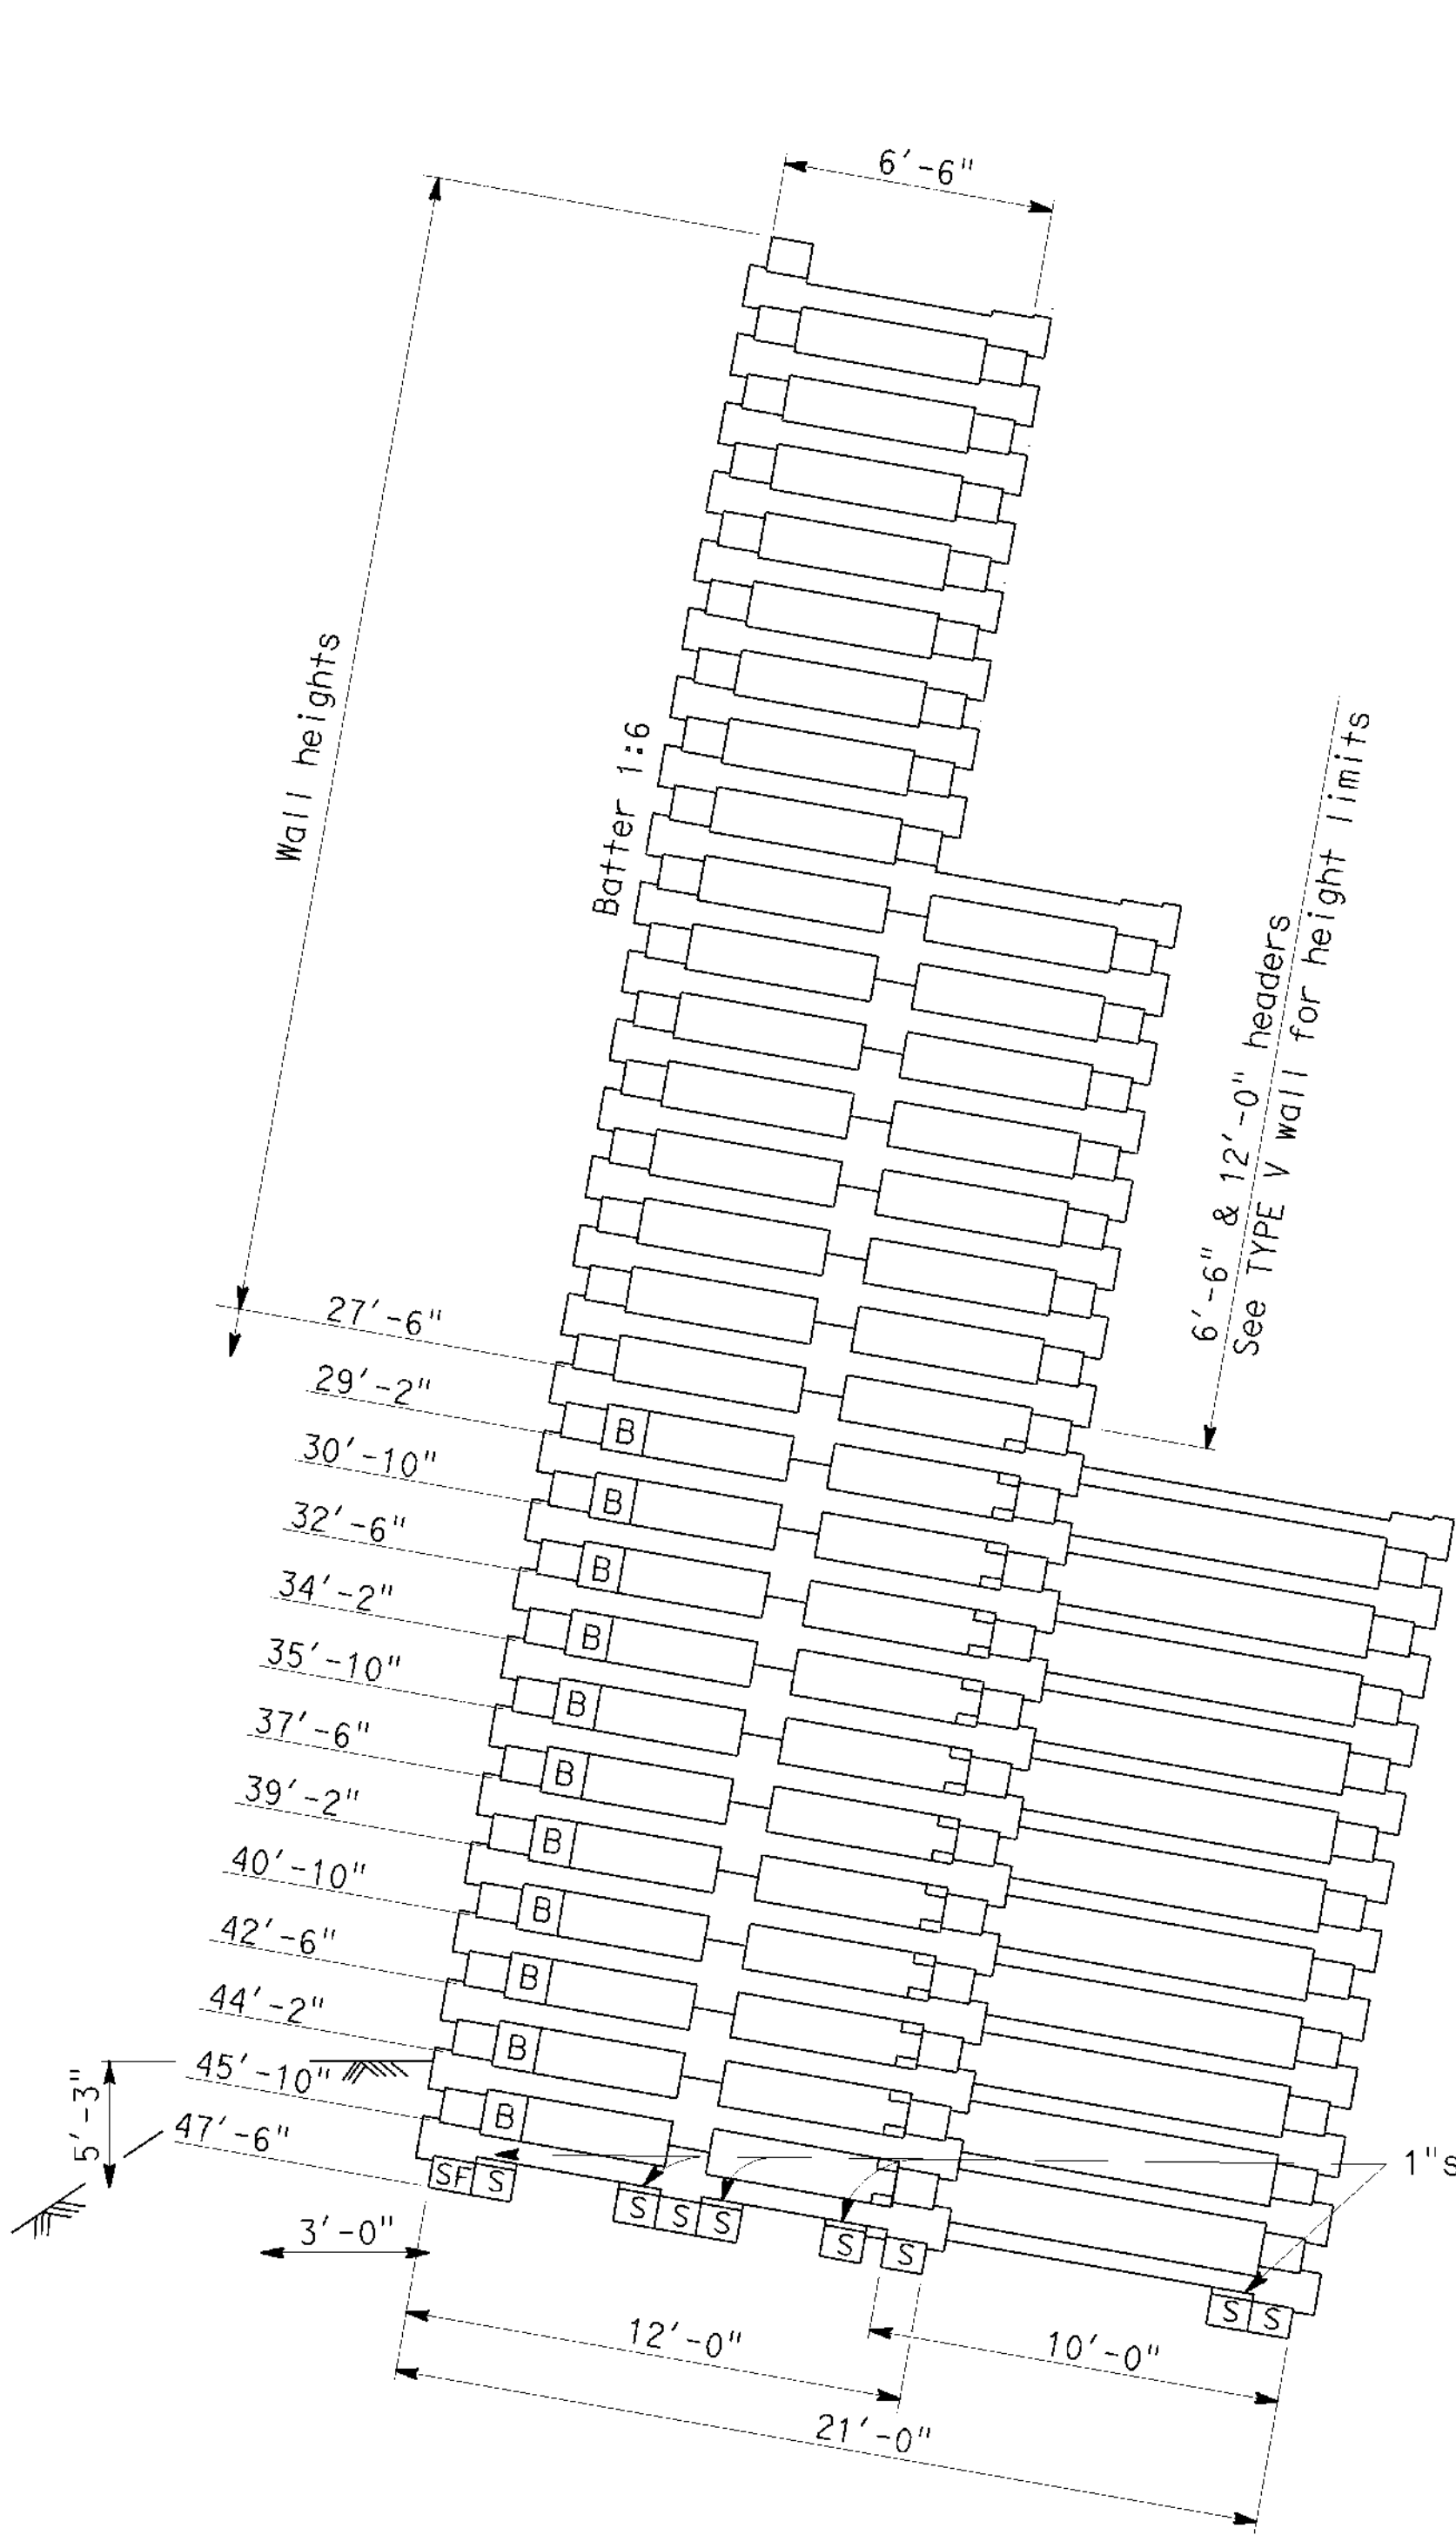 6'-6"
Wall heights
Batter 1:6
6'-6" & 12'-0" headers
See TYPE V wall for height limits
27'-6"
29'-2"
30'-10"
32'-6"
34'-2"
35'-10"
37'-6"
39'-2"
40'-10"
42'-6"
44'-2"
45'-10"
47'-6"
B
B
B
B
B
B
B
B
B
B
B
5'-3"
3'-0"
SF S
S S S
S S
S S
1"s
12'-0"
10'-0"
21'-0"